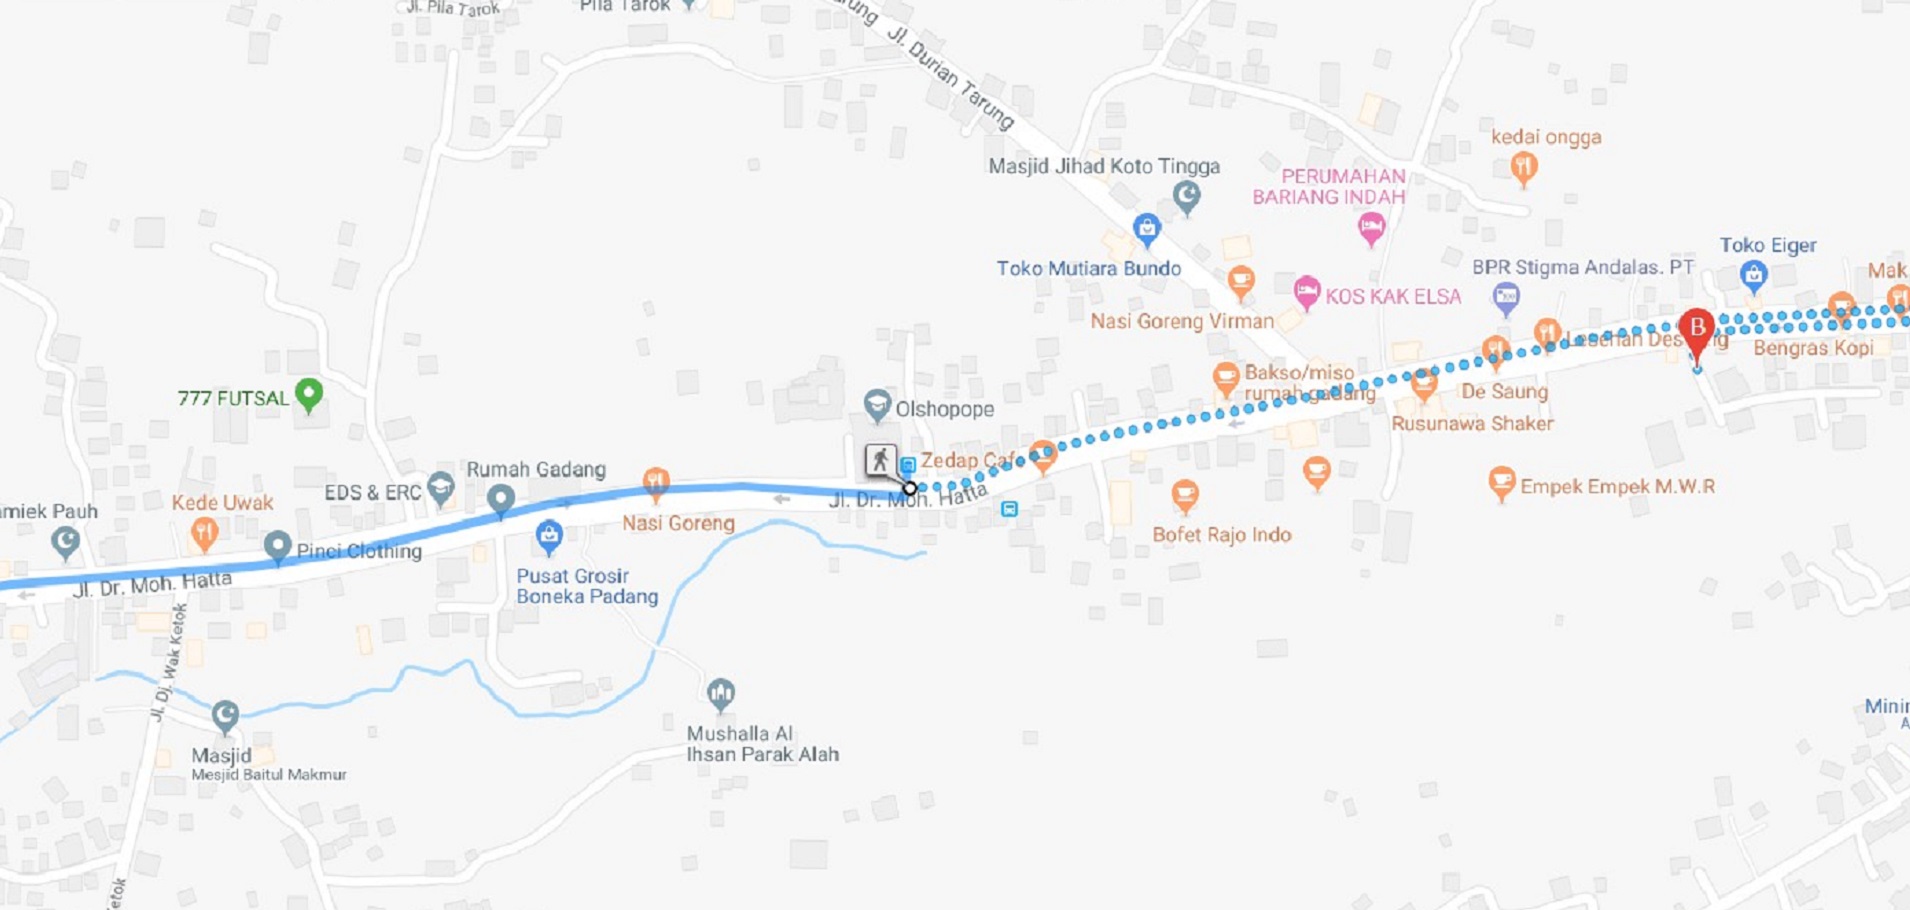 Jl. Pila Tarok
Pila Tarok
Jl. Durian Tarung
kedai ongga
Masjid Jihad Koto Tingga
PERUMAHAN
BARIANG INDAH
Toko Eiger
Toko Mutiara Bundo
BPR Stigma Andalas. PT
Mak
KOS KAK ELSA
Nasi Goreng Virman
B
Bengras Kopi
Bakso/miso
rumah gadang
De Saung
777 FUTSAL
Olshopope
Rusunawa Shaker
Zedap Cafe
Rumah Gadang
EDS & ERC
Empek Empek M.W.R
Jl. Dr. Moh. Hatta
Kede Uwak
amiek Pauh
Nasi Goreng
Bofet Rajo Indo
Pinci Clothing
Jl. Dr. Moh. Hatta
Pusat Grosir
Boneka Padang
Jl. Dj. Wak Ketok
Mushalla Al
Ihsan Parak Alah
Masjid
Mesjid Baitul Makmur
Minir
A
etok